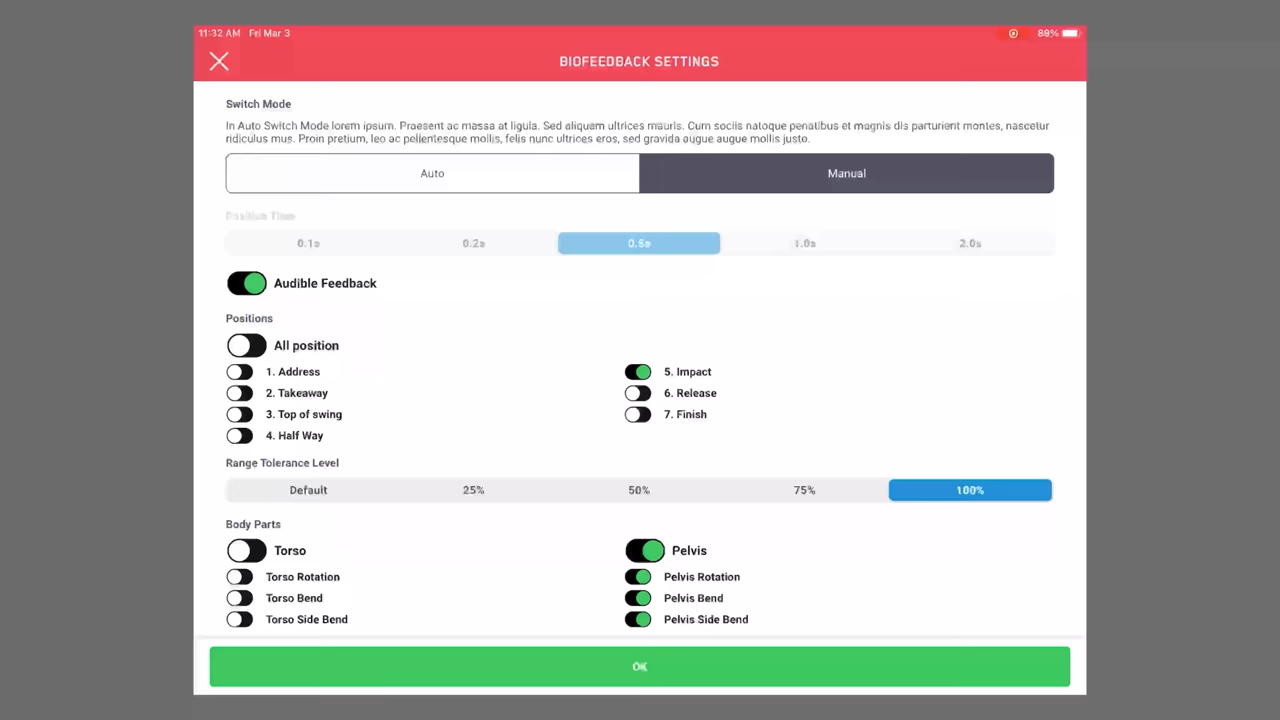 11:32 AM Fri Mar 3
88%
BIOFEEDBACK SETTINGS
Switch Mode
In Auto Switch Mode lorem ipsum. Praesent ac massa at ligula. Sed aliquam ultrices mauris. Cum sociis natoque penatibus et magnis dis parturient montes, nascetur
ridiculus mus. Proin pretium, leo ac pellentesque mollis, felis nunc ultrices eros, sed gravida augue augue mollis justo.
Auto
Manual
Position Time
0.1s 0.2s 0.5s 1.0s 2.0s
Audible Feedback
Positions
All position
1. Address
2. Takeaway
3. Top of swing
4. Half Way
5. Impact
6. Release
7. Finish
Range Tolerance Level
Default 25% 50% 75% 100%
Body Parts
Torso
Torso Rotation
Torso Bend
Torso Side Bend
Pelvis
Pelvis Rotation
Pelvis Bend
Pelvis Side Bend
OK